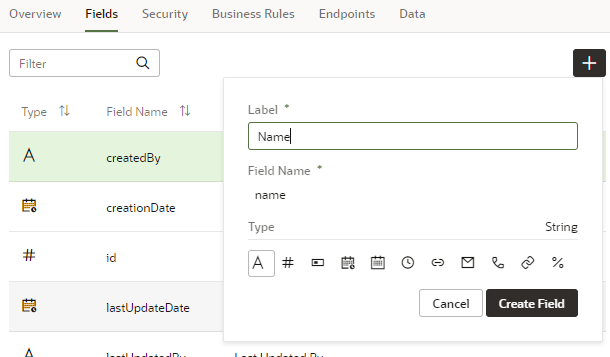 Overview Fields Security Business Rules Endpoints Data
Filter
Label *
Name
Type Field Name
createdBy
Field Name *
name
creationDate
Type String
id
lastUpdateDate
Cancel Create Field
lastUpdatedBy Last Updated By